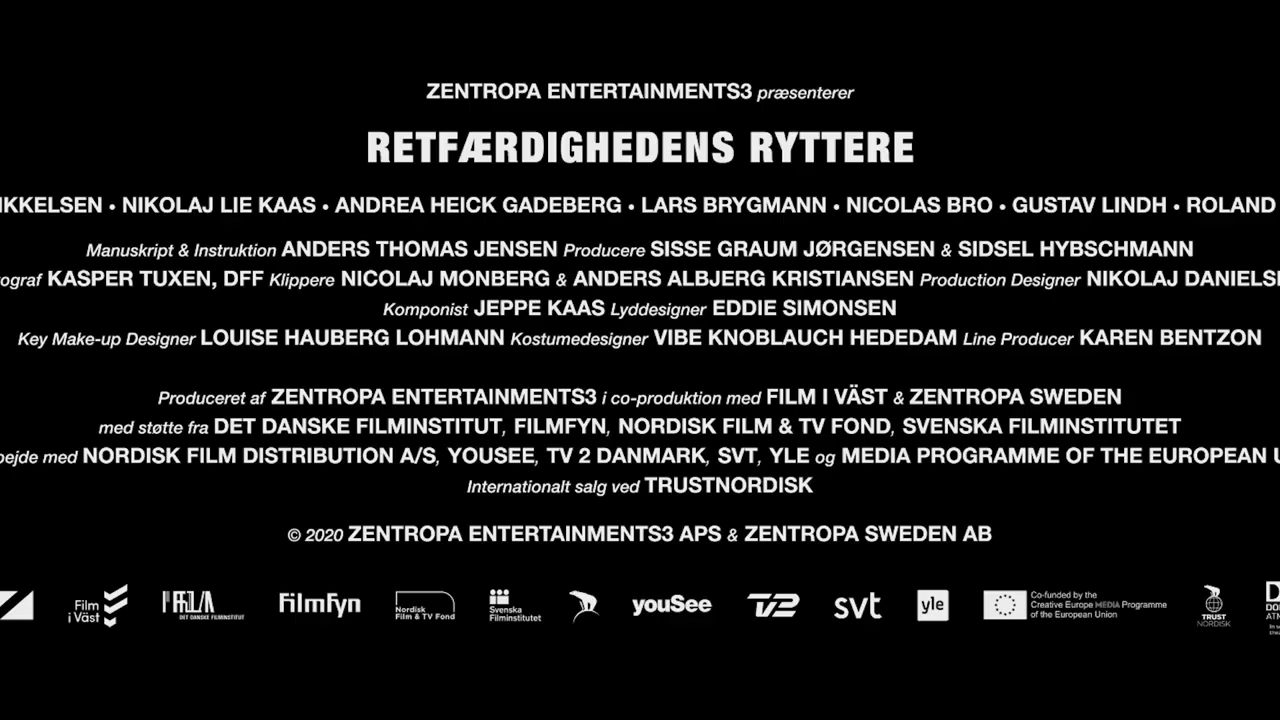 ZENTROPA ENTERTAINMENTS3 præsenterer
RETFÆRDIGHEDENS RYTTERE
IKKELSEN • NIKOLAJ LIE KAAS • ANDREA HEICK GADEBERG • LARS BRYGMANN • NICOLAS BRO • GUSTAV LINDH • ROLAND
Manuskript & Instruktion ANDERS THOMAS JENSEN Producere SISSE GRAUM JØRGENSEN & SIDSEL HYBSCHMANN
ograf KASPER TUXEN, DFF Klippere NICOLAJ MONBERG & ANDERS ALBJERG KRISTIANSEN Production Designer NIKOLAJ DANIELSE
Komponist JEPPE KAAS Lyddesigner EDDIE SIMONSEN
Key Make-up Designer LOUISE HAUBERG LOHMANN Kostumedesigner VIBE KNOBLAUCH HEDEDAM Line Producer KAREN BENTZON
Produceret af ZENTROPA ENTERTAINMENTS3 i co-produktion med FILM I VÄST & ZENTROPA SWEDEN
med støtte fra DET DANSKE FILMINSTITUT, FILMFYN, NORDISK FILM & TV FOND, SVENSKA FILMINSTITUTET
bejde med NORDISK FILM DISTRIBUTION A/S, YOUSEE, TV 2 DANMARK, SVT, YLE og MEDIA PROGRAMME OF THE EUROPEAN U
Internationalt salg ved TRUSTNORDISK
© 2020 ZENTROPA ENTERTAINMENTS3 APS & ZENTROPA SWEDEN AB
Film i Väst
DET DANSKE FILMINSTITUT
FilmFyn
Nordisk Film & TV Fond
Svenska Filminstitutet
youSee
TV2
svt
yle
Co-funded by the
Creative Europe MEDIA Programme
of the European Union
TRUST
NORDISK